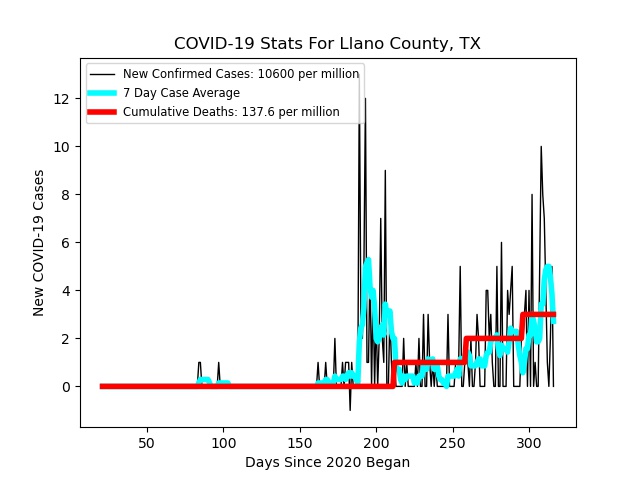 COVID-19 Stats For Llano County, TX
New Confirmed Cases: 10600 per million
7 Day Case Average
Cumulative Deaths: 137.6 per million
New COVID-19 Cases
12
10
8
6
4
2
0
50 100 150 200 250 300
Days Since 2020 Began